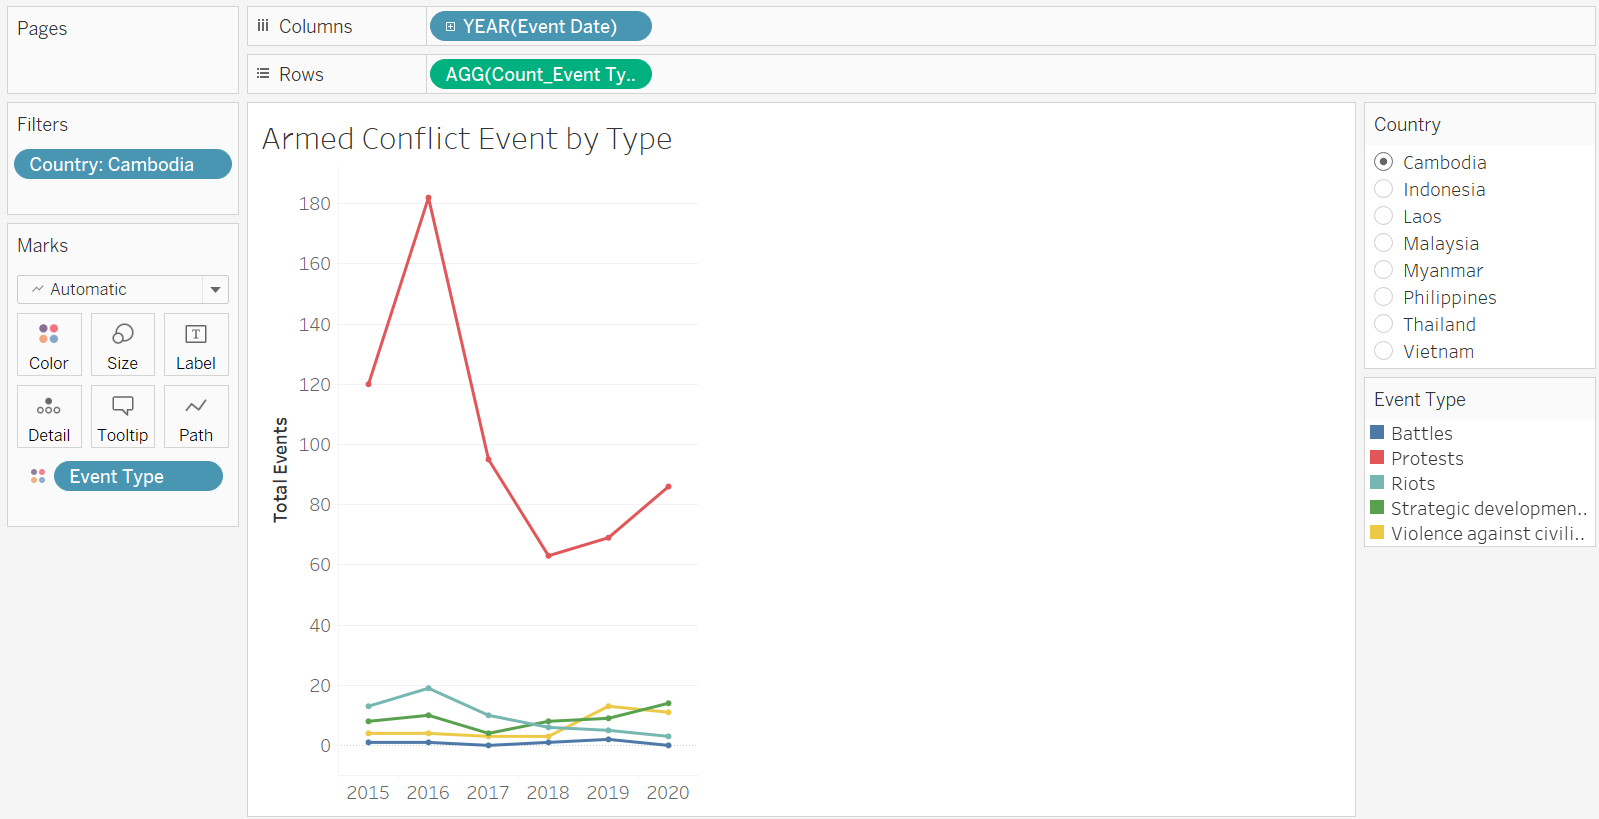 Pages
Columns
YEAR(Event Date)
Rows
AGG(Count_Event Ty..
Filters
Country: Cambodia
Marks
Automatic
Color
Size
Label
Detail
Tooltip
Path
Event Type
Armed Conflict Event by Type
Total Events
180
160
140
120
100
80
60
40
20
0
2015 2016 2017 2018 2019 2020
Country
Cambodia
Indonesia
Laos
Malaysia
Myanmar
Philippines
Thailand
Vietnam
Event Type
Battles
Protests
Riots
Strategic developmen..
Violence against civili..